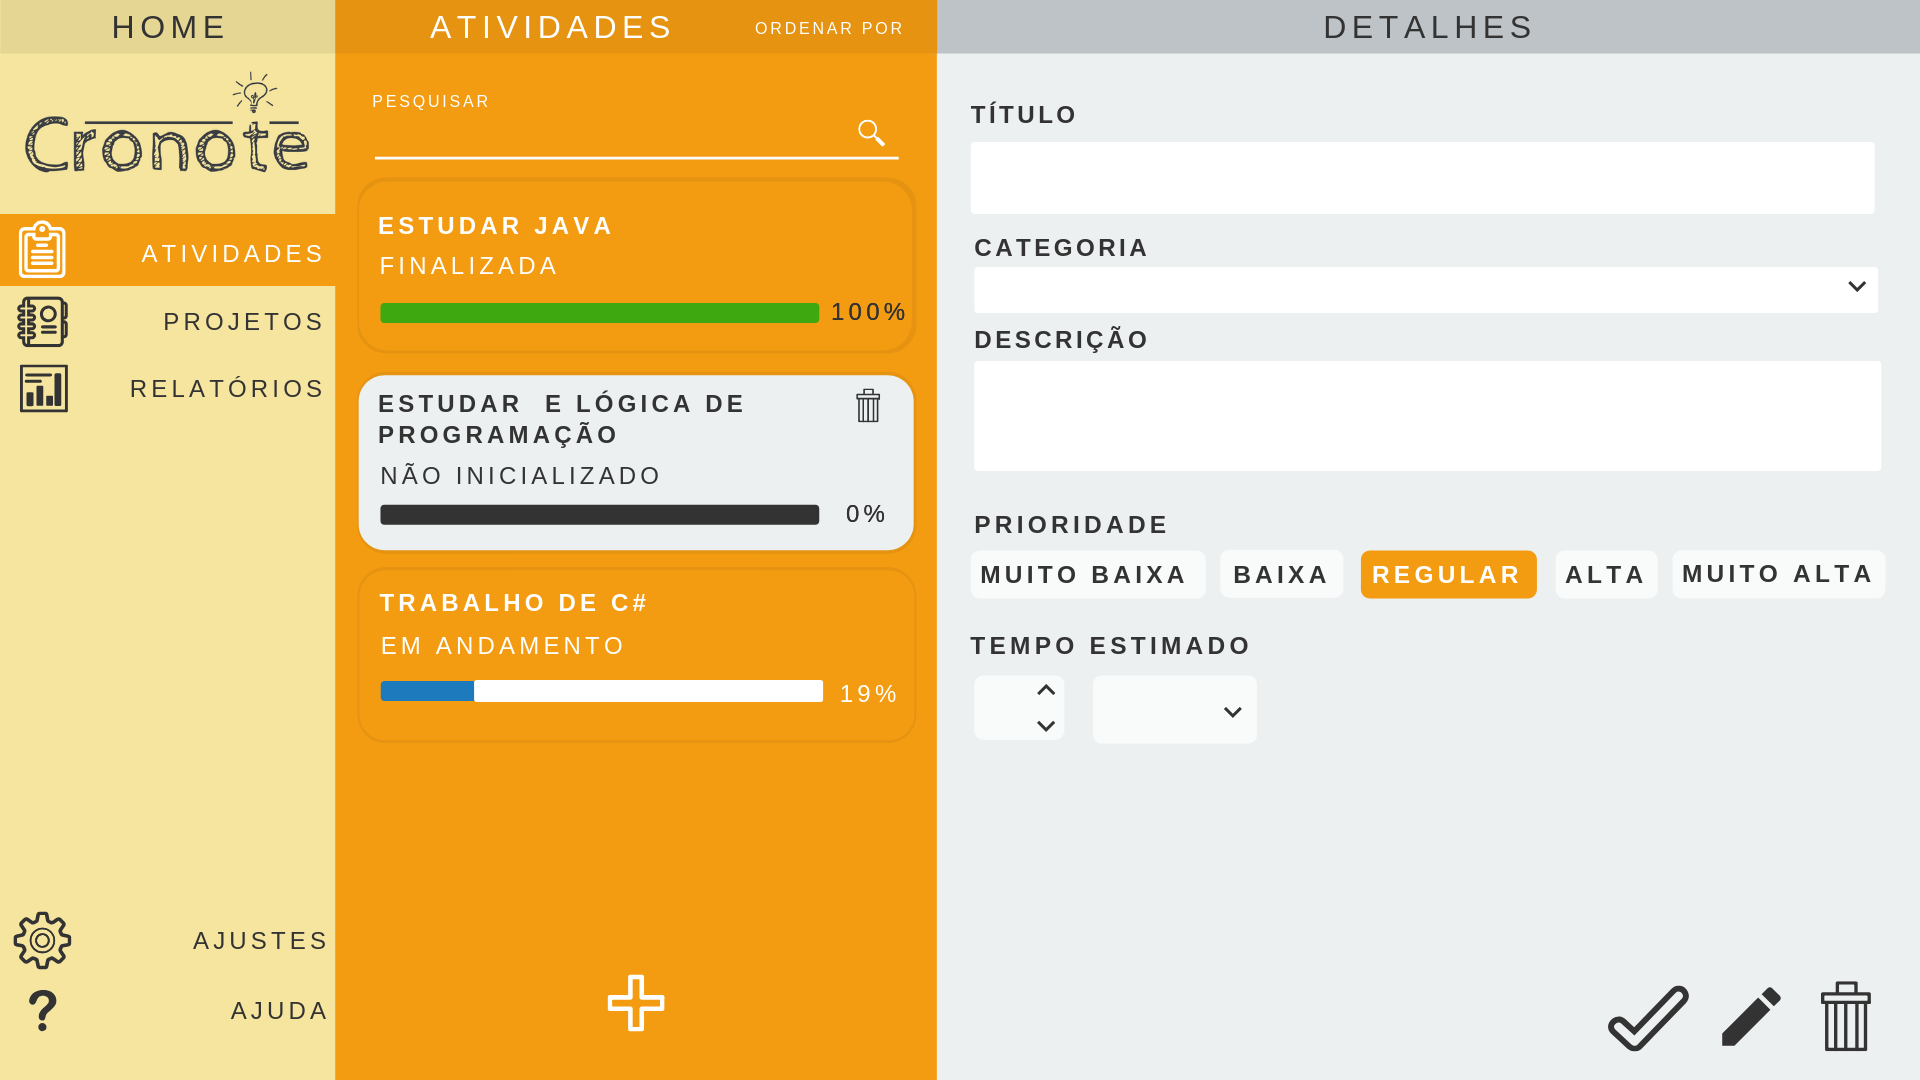 HOME
Cronote
ATIVIDADES
PROJETOS
RELATÓRIOS
AJUSTES
AJUDA
ATIVIDADES
ORDENAR POR
PESQUISAR
ESTUDAR JAVA
FINALIZADA
100%
ESTUDAR E LÓGICA DE
PROGRAMAÇÃO
NÃO INICIALIZADO
0%
TRABALHO DE C#
EM ANDAMENTO
19%
DETALHES
TÍTULO
CATEGORIA
DESCRIÇÃO
PRIORIDADE
MUITO BAIXA BAIXA REGULAR ALTA MUITO ALTA
TEMPO ESTIMADO